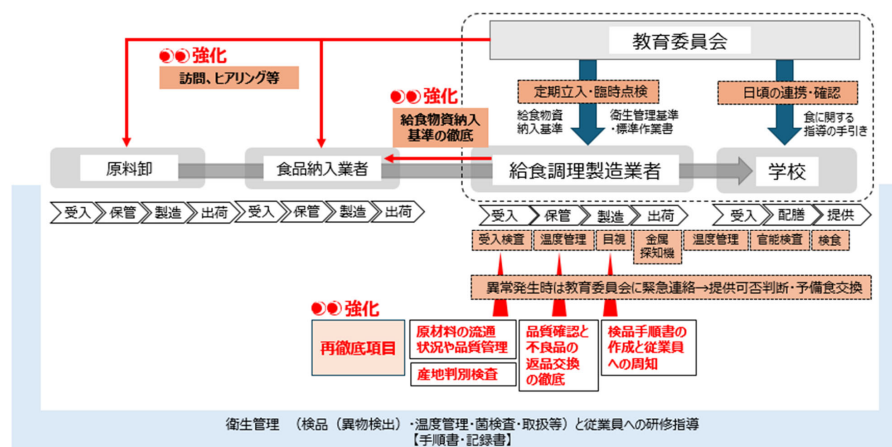 教育委員会
●●強化
訪問、ヒアリング等
●●強化
給食物資納入
基準の徹底
定期立入・臨時点検
日頃の連携・確認
給食物資
納入基準
衛生管理基準
・標準作業書
食に関する
指導の手引き
原料卸
食品納入業者
給食調理製造業者
学校
受入 保管 製造 出荷 受入 保管 製造 出荷
受入 保管 製造 出荷
受入 配膳 提供
受入検査 温度管理 目視 金属
探知機
温度管理 官能検査 検食
異常発生時は教育委員会に緊急連絡→提供可否判断・予備食交換
●●強化
再徹底項目
原材料の流通
状況や品質管理
産地判別検査
品質確認と
不良品の
返品交換
の徹底
検品手順書の
作成と従業員
への周知
衛生管理 （検品（異物検出）・温度管理・菌検査・取扱等）と従業員への研修指導
【手順書・記録書】